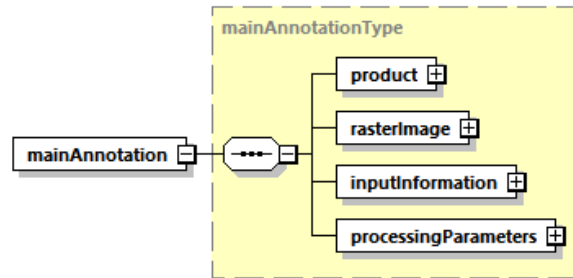 mainAnnotationType
product
rasterImage
mainAnnotation
inputInformation
processingParameters